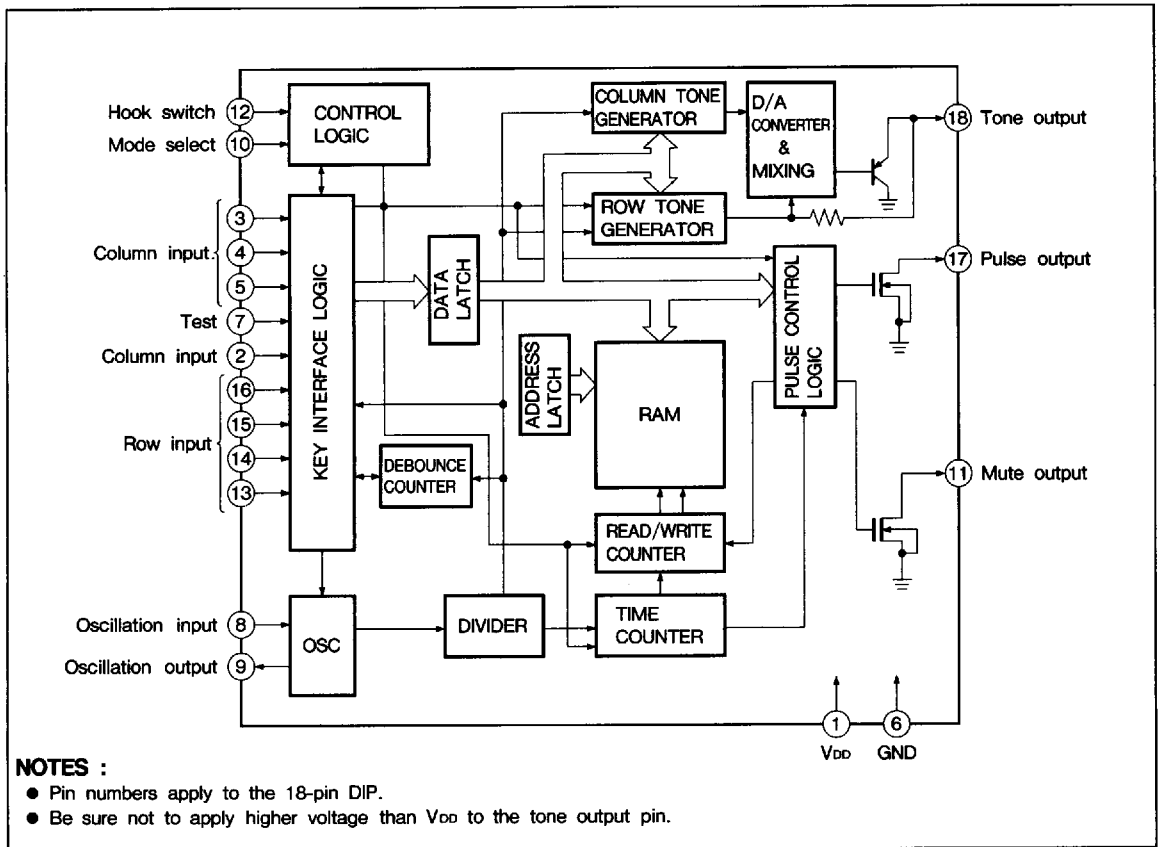 Hook switch
12
Mode select
10
CONTROL
LOGIC
COLUMN TONE
GENERATOR
D/A
CONVERTER
&
MIXING
18
Tone output
ROW TONE
GENERATOR
Column input
3
4
5
Test
7
Column input
2
Row input
16
15
14
13
KEY INTERFACE LOGIC
DATA
LATCH
ADDRESS
LATCH
RAM
PULSE CONTROL
LOGIC
17
Pulse output
11
Mute output
DEBOUNCE
COUNTER
READ/WRITE
COUNTER
Oscillation input
8
Oscillation output
9
OSC
DIVIDER
TIME
COUNTER
1
VDD
6
GND
NOTES :
● Pin numbers apply to the 18-pin DIP.
● Be sure not to apply higher voltage than VDD to the tone output pin.